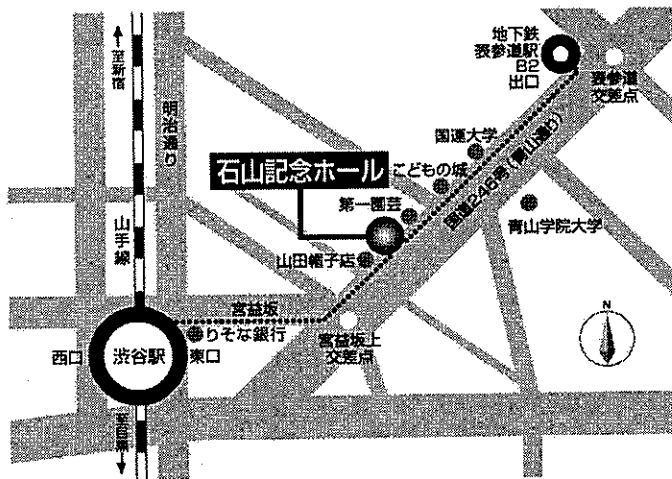 地下鉄
表参道駅
B2
出口
表参道
交差点
至新宿
明治通り
国連大学
こどもの城
国道246号(青山通り)
石山記念ホール
第一園芸
青山学院大学
山手線
山田帽子店
宮益坂
N
りそな銀行
宮益坂上
交差点
西口
渋谷駅
東口
至目黒